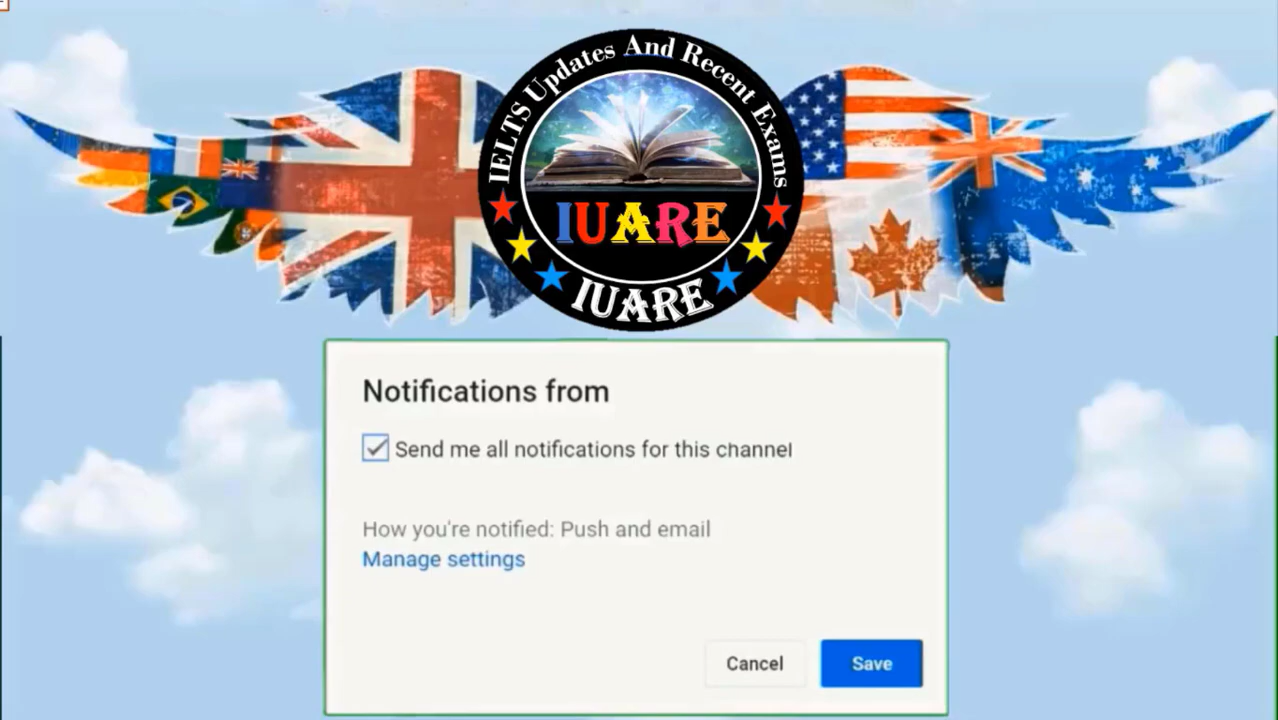 IELTS Updates And Recent Exams
IUARE
IUARE
Notifications from
Send me all notifications for this channel
How you're notified: Push and email
Manage settings
Cancel
Save